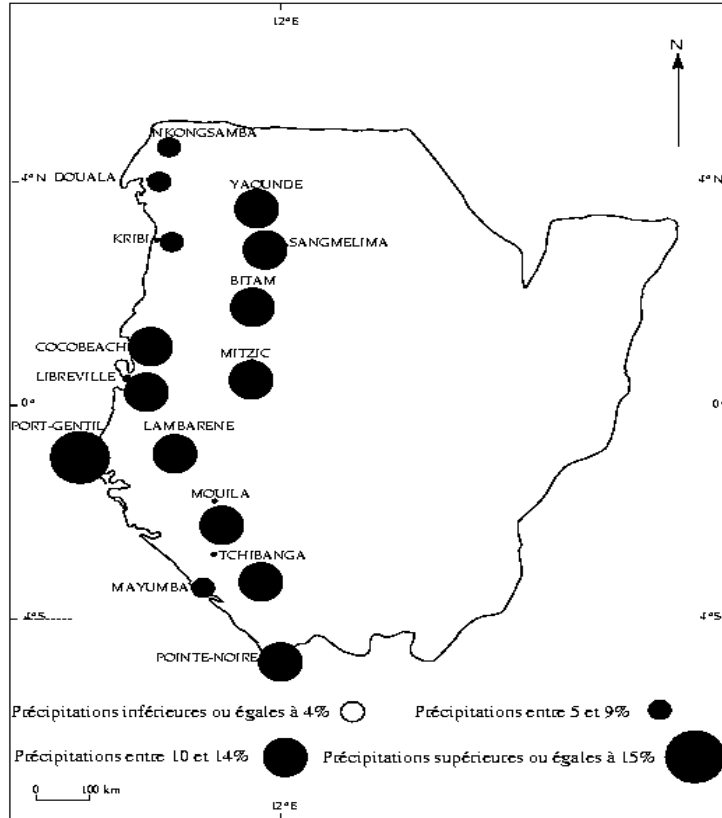 12°E
N
NKONGSAMBA
4°N DOUALA
YAOUNDE
4°N
KRIBI
SANGMELIMA
BITAM
COCOBEACH
MITZIC
LIBREVILLE
0°
0°
PORT-GENTIL
LAMBARENE
MOUILA
TCHIBANGA
MAYUMBA
4°S
4°S
POINTE-NOIRE
Précipitations inférieures ou égales à 4%
Précipitations entre 5 et 9%
Précipitations entre 10 et 14%
Précipitations supérieures ou égales à 15%
0 100 km
12°E